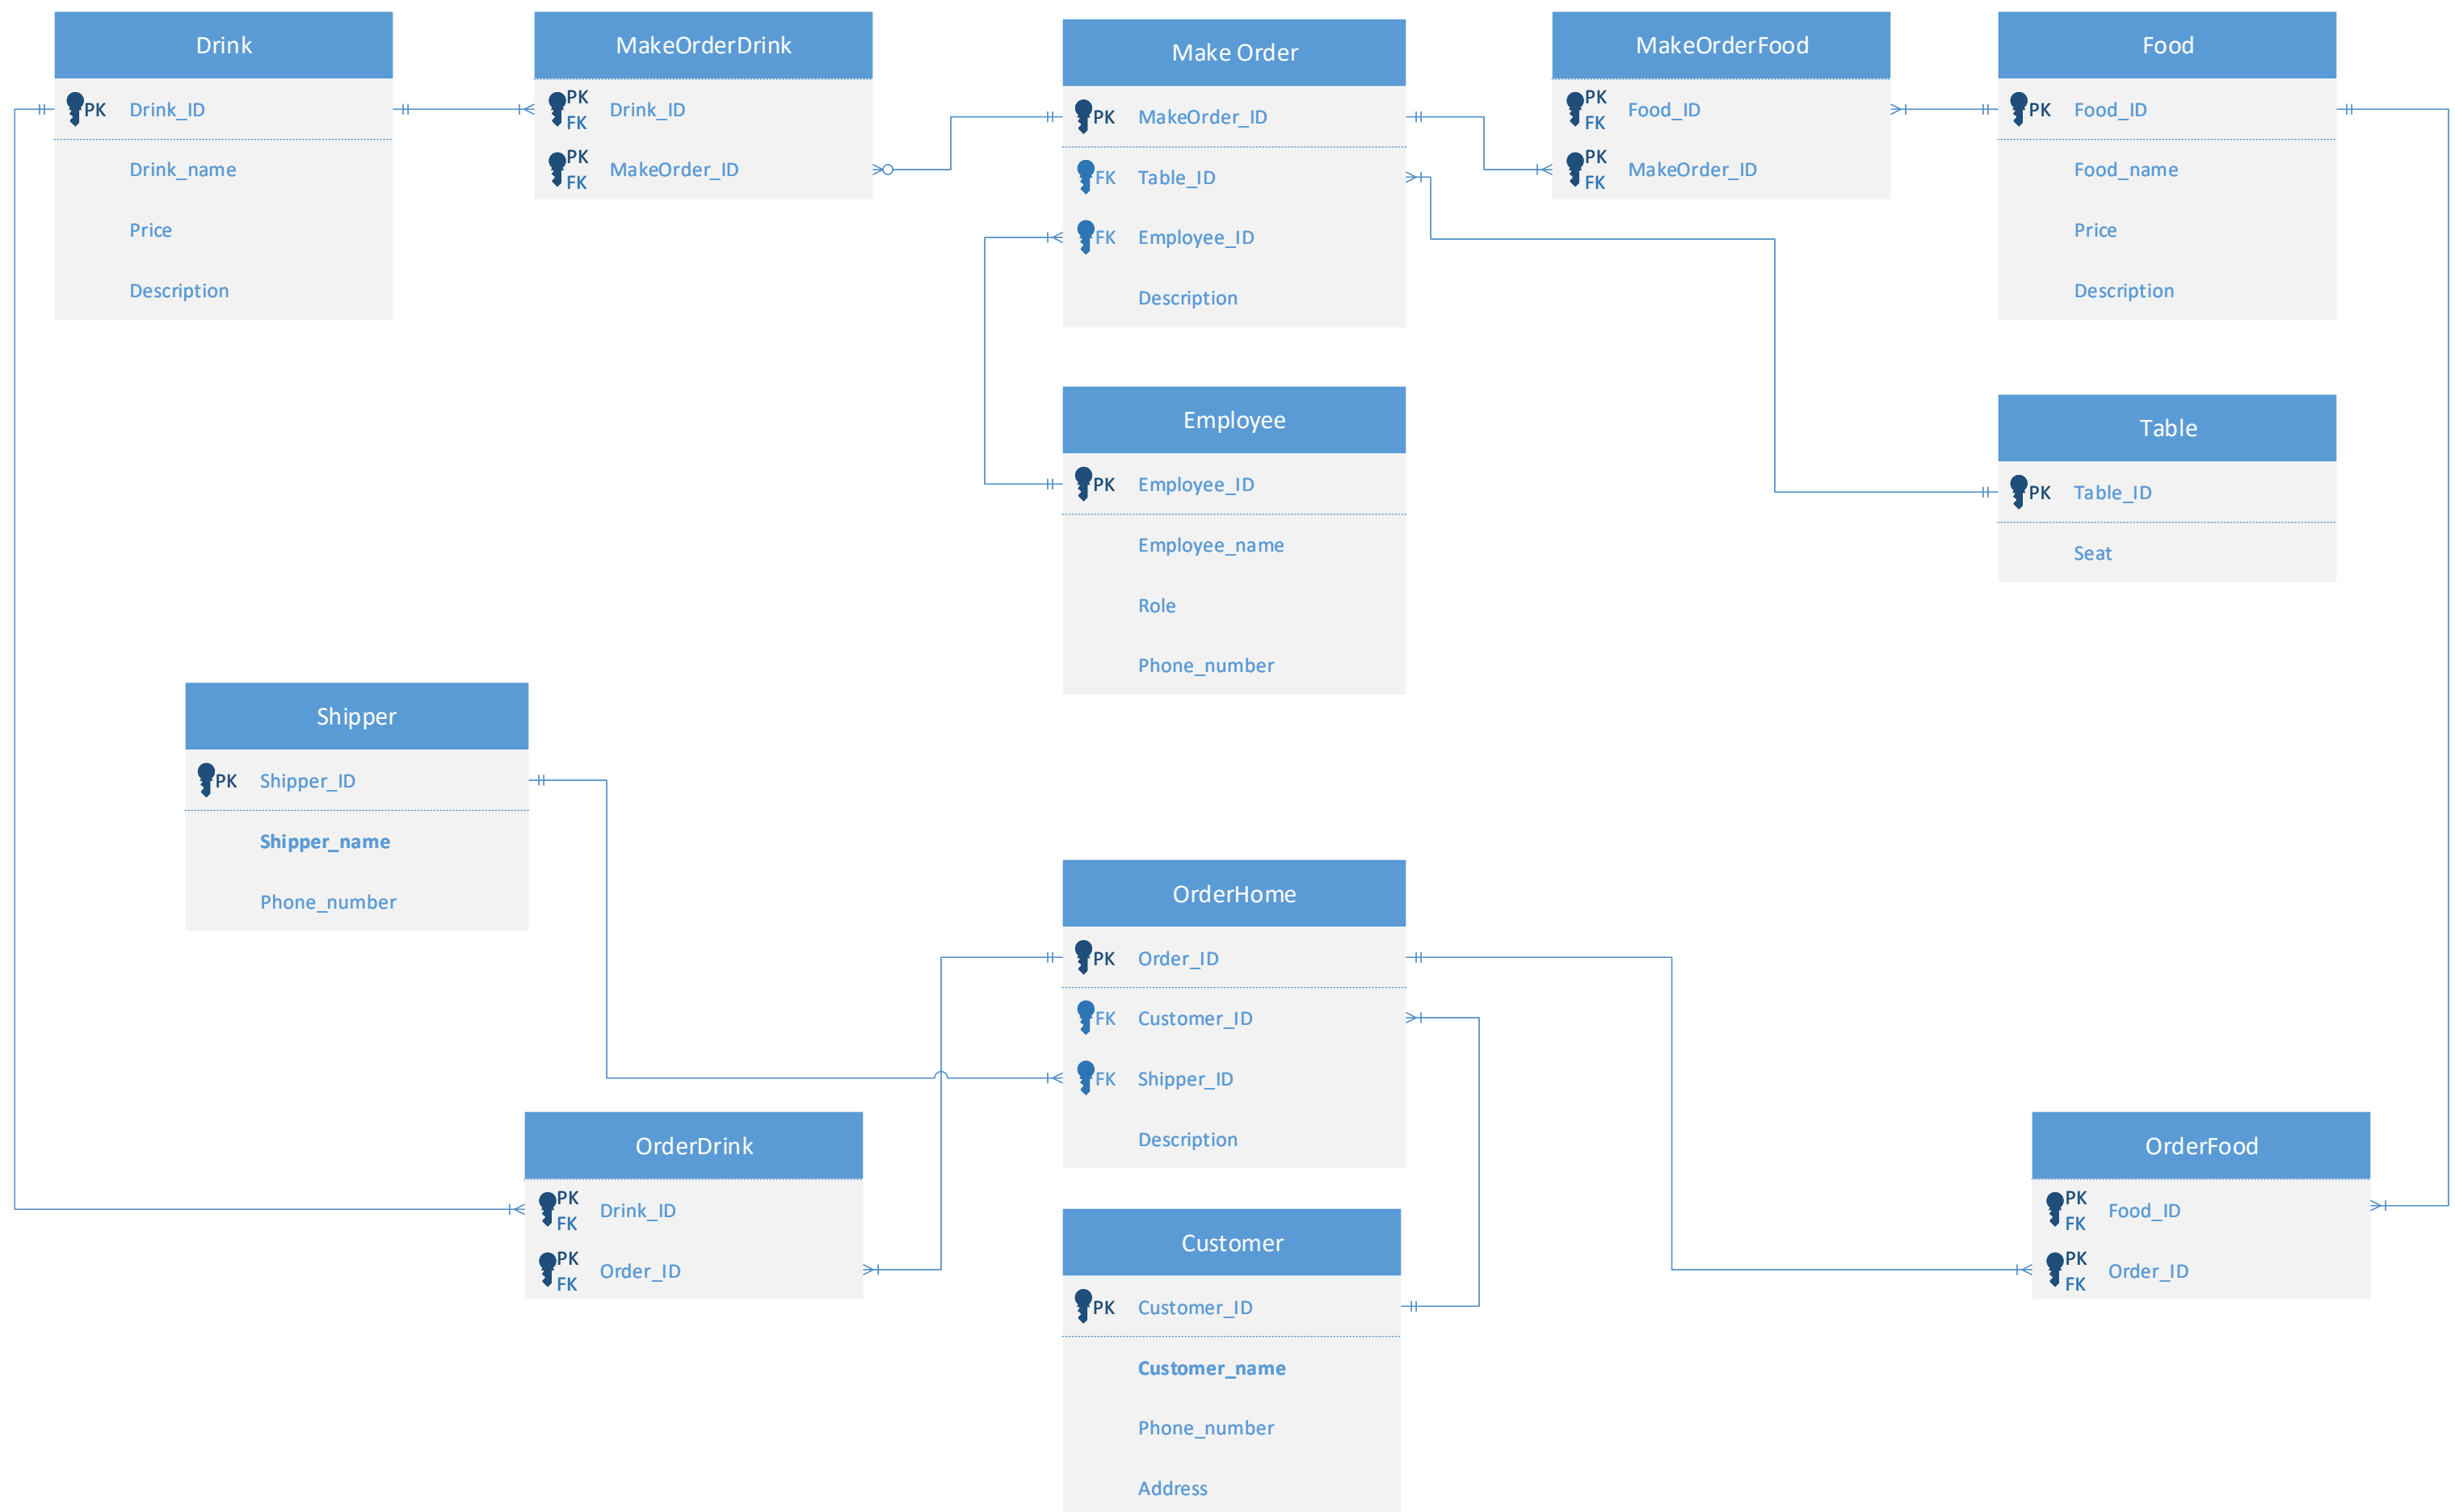 Drink
PK Drink_ID
Drink_name
Price
Description
MakeOrderDrink
PK
FK
Drink_ID
PK
FK
MakeOrder_ID
Make Order
PK MakeOrder_ID
FK Table_ID
FK Employee_ID
Description
MakeOrderFood
PK
FK
Food_ID
PK
FK
MakeOrder_ID
Food
PK Food_ID
Food_name
Price
Description
Employee
PK Employee_ID
Employee_name
Role
Phone_number
Table
PK Table_ID
Seat
Shipper
PK Shipper_ID
Shipper_name
Phone_number
OrderHome
PK Order_ID
FK Customer_ID
FK Shipper_ID
Description
OrderDrink
PK
FK
Drink_ID
PK
FK
Order_ID
OrderFood
PK
FK
Food_ID
PK
FK
Order_ID
Customer
PK Customer_ID
Customer_name
Phone_number
Address